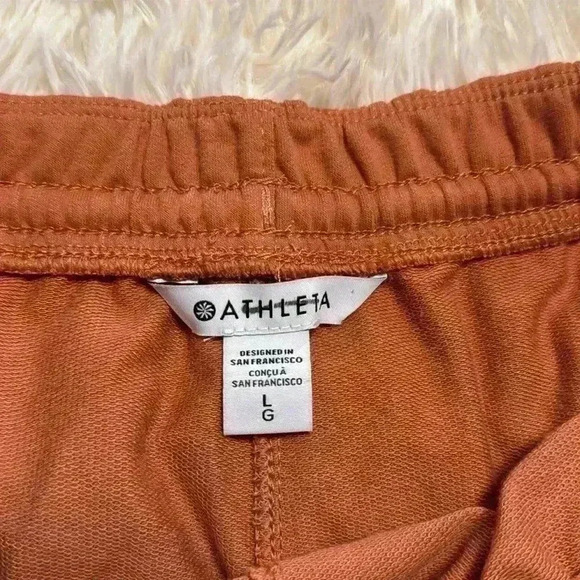 ATHLETA
DESIGNED IN
SAN FRANCISCO
CONÇU À
SAN FRANCISCO
L
G